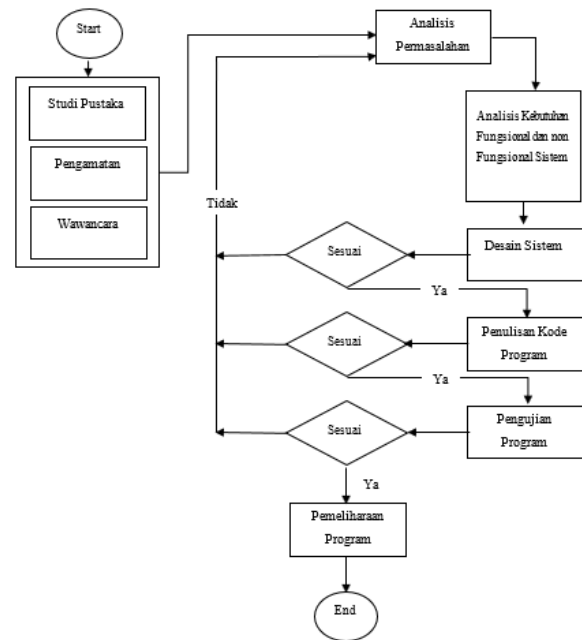 Start
Studi Pustaka
Pengamatan
Wawancara
Analisis
Permasalahan
Analisis Kebutuhan
Fungsional dan non
Fungsional Sistem
Tidak
Sesuai
Desain Sistem
Ya
Sesuai
Penulisan Kode
Program
Ya
Sesuai
Pengujian
Program
Ya
Pemeliharaan
Program
End